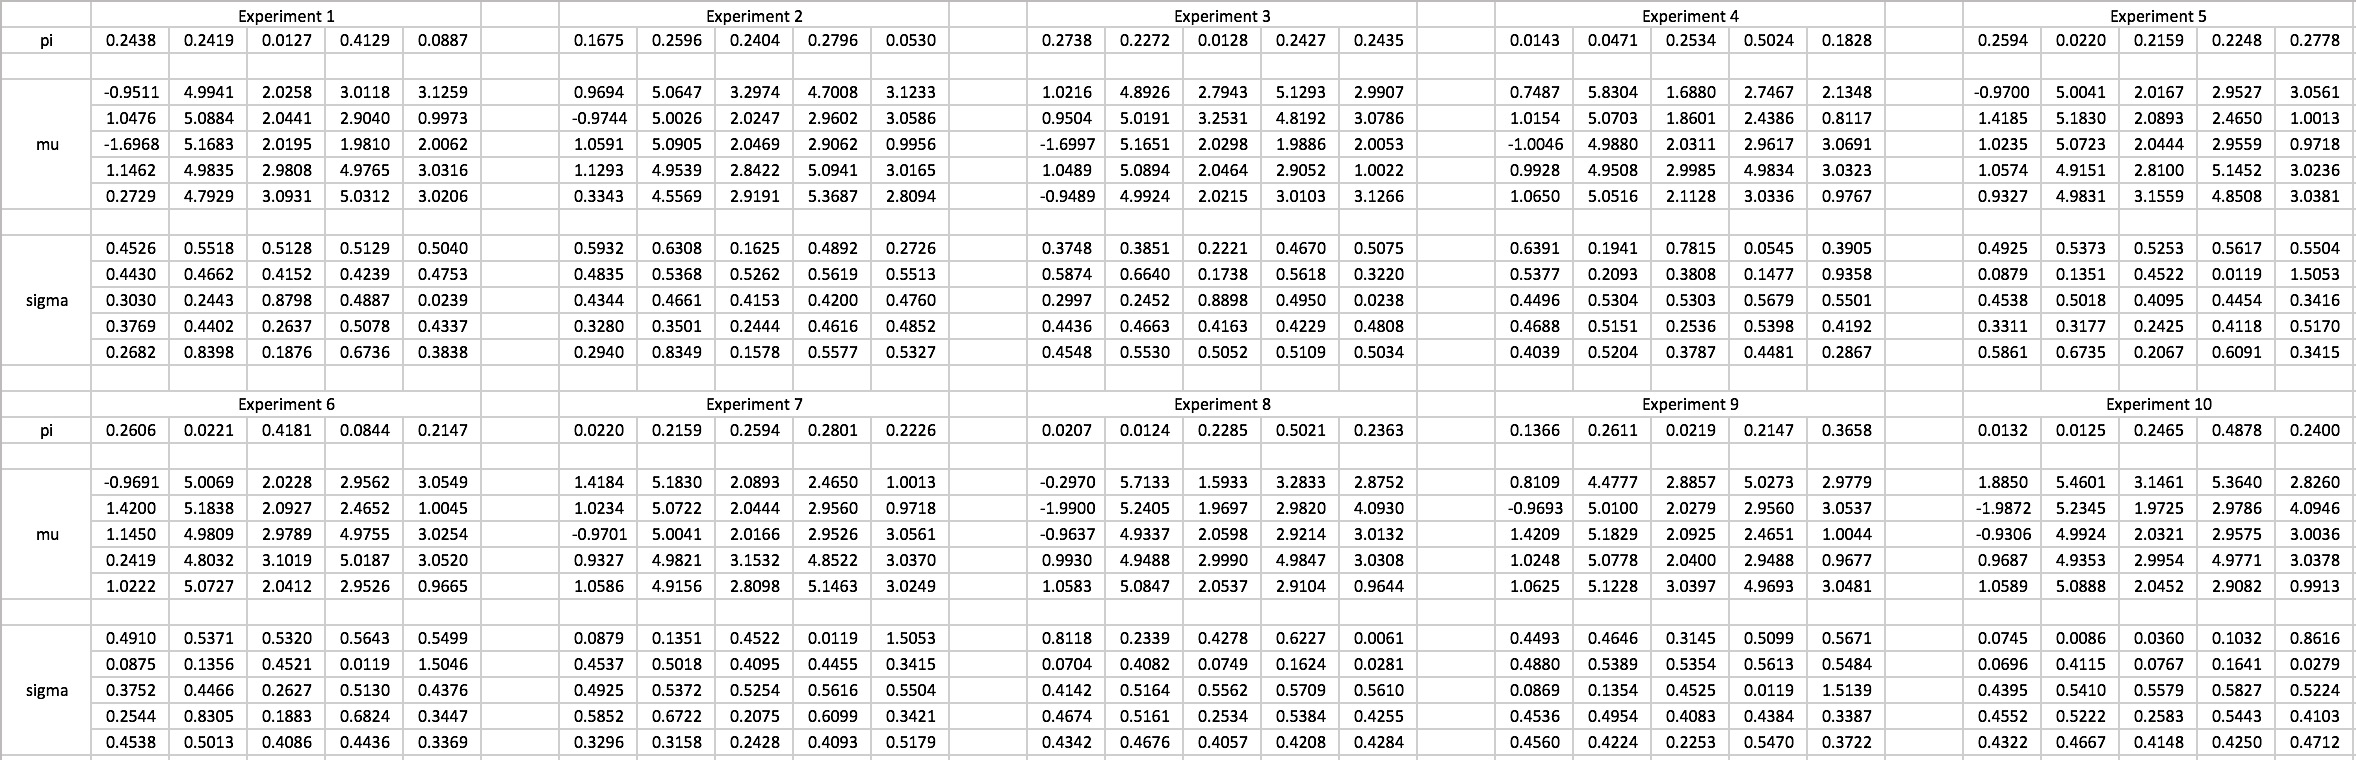 Experiment 1 Experiment 2 Experiment 3 Experiment 4 Experiment 5
pi 0.2438 0.2419 0.0127 0.4129 0.0887 0.1675 0.2596 0.2404 0.2796 0.0530 0.2738 0.2272 0.0128 0.2427 0.2435 0.0143 0.0471 0.2534 0.5024 0.1828 0.2594 0.0220 0.2159 0.2248 0.2778
-0.9511 4.9941 2.0258 3.0118 3.1259 0.9694 5.0647 3.2974 4.7008 3.1233 1.0216 4.8926 2.7943 5.1293 2.9907 0.7487 5.8304 1.6880 2.7467 2.1348 -0.9700 5.0041 2.0167 2.9527 3.0561
1.0476 5.0884 2.0441 2.9040 0.9973 -0.9744 5.0026 2.0247 2.9602 3.0586 0.9504 5.0191 3.2531 4.8192 3.0786 1.0154 5.0703 1.8601 2.4386 0.8117 1.4185 5.1830 2.0893 2.4650 1.0013
mu -1.6968 5.1683 2.0195 1.9810 2.0062 1.0591 5.0905 2.0469 2.9062 0.9956 -1.6997 5.1651 2.0298 1.9886 2.0053 -1.0046 4.9880 2.0311 2.9617 3.0691 1.0235 5.0723 2.0444 2.9559 0.9718
1.1462 4.9835 2.9808 4.9765 3.0316 1.1293 4.9539 2.8422 5.0941 3.0165 1.0489 5.0894 2.0464 2.9052 1.0022 0.9928 4.9508 2.9985 4.9834 3.0323 1.0574 4.9151 2.8100 5.1452 3.0236
0.2729 4.7929 3.0931 5.0312 3.0206 0.3343 4.5569 2.9191 5.3687 2.8094 -0.9489 4.9924 2.0215 3.0103 3.1266 1.0650 5.0516 2.1128 3.0336 0.9767 0.9327 4.9831 3.1559 4.8508 3.0381
0.4526 0.5518 0.5128 0.5129 0.5040 0.5932 0.6308 0.1625 0.4892 0.2726 0.3748 0.3851 0.2221 0.4670 0.5075 0.6391 0.1941 0.7815 0.0545 0.3905 0.4925 0.5373 0.5253 0.5617 0.5504
0.4430 0.4662 0.4152 0.4239 0.4753 0.4835 0.5368 0.5262 0.5619 0.5513 0.5874 0.6640 0.1738 0.5618 0.3220 0.5377 0.2093 0.3808 0.1477 0.9358 0.0879 0.1351 0.4522 0.0119 1.5053
sigma 0.3030 0.2443 0.8798 0.4887 0.0239 0.4344 0.4661 0.4153 0.4200 0.4760 0.2997 0.2452 0.8898 0.4950 0.0238 0.4496 0.5304 0.5303 0.5679 0.5501 0.4538 0.5018 0.4095 0.4454 0.3416
0.3769 0.4402 0.2637 0.5078 0.4337 0.3280 0.3501 0.2444 0.4616 0.4852 0.4436 0.4663 0.4163 0.4229 0.4808 0.4688 0.5151 0.2536 0.5398 0.4192 0.3311 0.3177 0.2425 0.4118 0.5170
0.2682 0.8398 0.1876 0.6736 0.3838 0.2940 0.8349 0.1578 0.5577 0.5327 0.4548 0.5530 0.5052 0.5109 0.5034 0.4039 0.5204 0.3787 0.4481 0.2867 0.5861 0.6735 0.2067 0.6091 0.3415
Experiment 6 Experiment 7 Experiment 8 Experiment 9 Experiment 10
pi 0.2606 0.0221 0.4181 0.0844 0.2147 0.0220 0.2159 0.2594 0.2801 0.2226 0.0207 0.0124 0.2285 0.5021 0.2363 0.1366 0.2611 0.0219 0.2147 0.3658 0.0132 0.0125 0.2465 0.4878 0.2400
-0.9691 5.0069 2.0228 2.9562 3.0549 1.4184 5.1830 2.0893 2.4650 1.0013 -0.2970 5.7133 1.5933 3.2833 2.8752 0.8109 4.4777 2.8857 5.0273 2.9779 1.8850 5.4601 3.1461 5.3640 2.8260
1.4200 5.1838 2.0927 2.4652 1.0045 1.0234 5.0722 2.0444 2.9560 0.9718 -1.9900 5.2405 1.9697 2.9820 4.0930 -0.9693 5.0100 2.0279 2.9560 3.0537 -1.9872 5.2345 1.9725 2.9786 4.0946
mu 1.1450 4.9809 2.9789 4.9755 3.0254 -0.9701 5.0041 2.0166 2.9526 3.0561 -0.9637 4.9337 2.0598 2.9214 3.0132 1.4209 5.1829 2.0925 2.4651 1.0044 -0.9306 4.9924 2.0321 2.9575 3.0036
0.2419 4.8032 3.1019 5.0187 3.0520 0.9327 4.9821 3.1532 4.8522 3.0370 0.9930 4.9488 2.9990 4.9847 3.0308 1.0248 5.0778 2.0400 2.9488 0.9677 0.9687 4.9353 2.9954 4.9771 3.0378
1.0222 5.0727 2.0412 2.9526 0.9665 1.0586 4.9156 2.8098 5.1463 3.0249 1.0583 5.0847 2.0537 2.9104 0.9644 1.0625 5.1228 3.0397 4.9693 3.0481 1.0589 5.0888 2.0452 2.9082 0.9913
0.4910 0.5371 0.5320 0.5643 0.5499 0.0879 0.1351 0.4522 0.0119 1.5053 0.8118 0.2339 0.4278 0.6227 0.0061 0.4493 0.4646 0.3145 0.5099 0.5671 0.0745 0.0086 0.0360 0.1032 0.8616
0.0875 0.1356 0.4521 0.0119 1.5046 0.4537 0.5018 0.4095 0.4455 0.3415 0.0704 0.4082 0.0749 0.1624 0.0281 0.4880 0.5389 0.5354 0.5613 0.5484 0.0696 0.4115 0.0767 0.1641 0.0279
sigma 0.3752 0.4466 0.2627 0.5130 0.4376 0.4925 0.5372 0.5254 0.5616 0.5504 0.4142 0.5164 0.5562 0.5709 0.5610 0.0869 0.1354 0.4525 0.0119 1.5139 0.4395 0.5410 0.5579 0.5827 0.5224
0.2544 0.8305 0.1883 0.6824 0.3447 0.5852 0.6722 0.2075 0.6099 0.3421 0.4674 0.5161 0.2534 0.5384 0.4255 0.4536 0.4954 0.4083 0.4384 0.3387 0.4552 0.5222 0.2583 0.5443 0.4103
0.4538 0.5013 0.4086 0.4436 0.3369 0.3296 0.3158 0.2428 0.4093 0.5179 0.4342 0.4676 0.4057 0.4208 0.4284 0.4560 0.4224 0.2253 0.5470 0.3722 0.4322 0.4667 0.4148 0.4250 0.4712